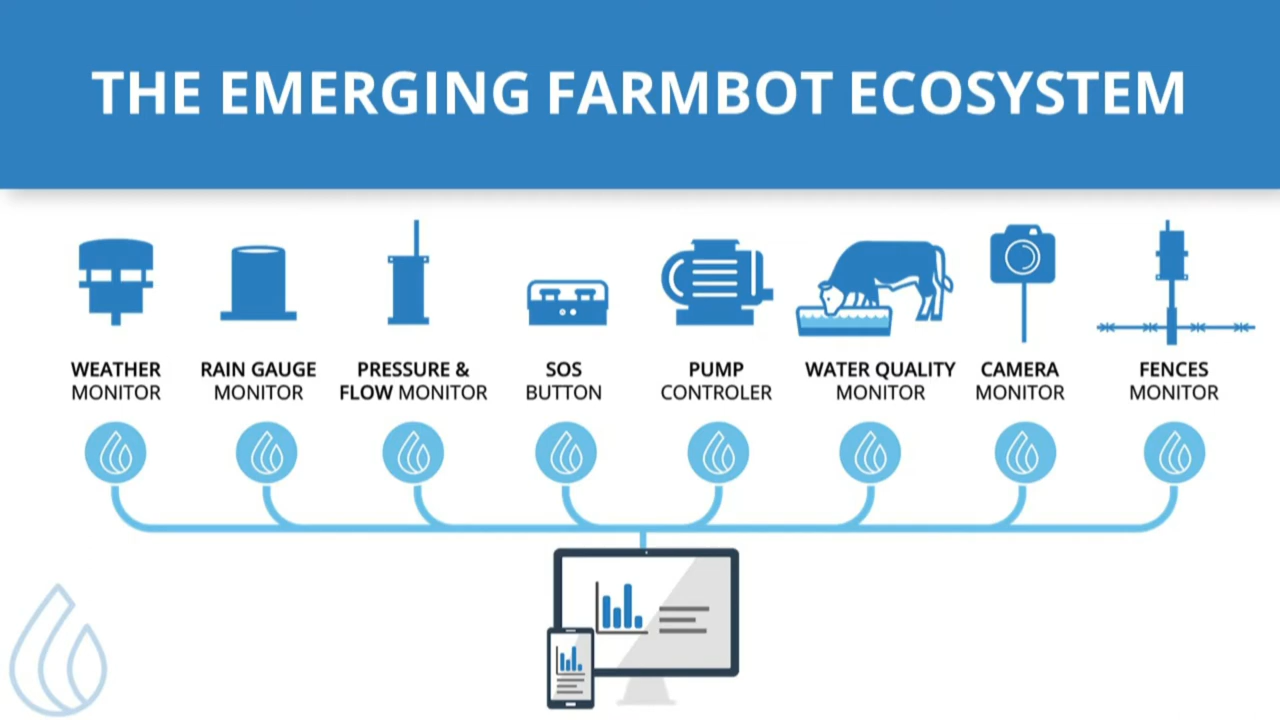 THE EMERGING FARMBOT ECOSYSTEM
WEATHER
MONITOR
RAIN GAUGE
MONITOR
PRESSURE &
FLOW MONITOR
SOS
BUTTON
PUMP
CONTROLER
WATER QUALITY
MONITOR
CAMERA
MONITOR
FENCES
MONITOR